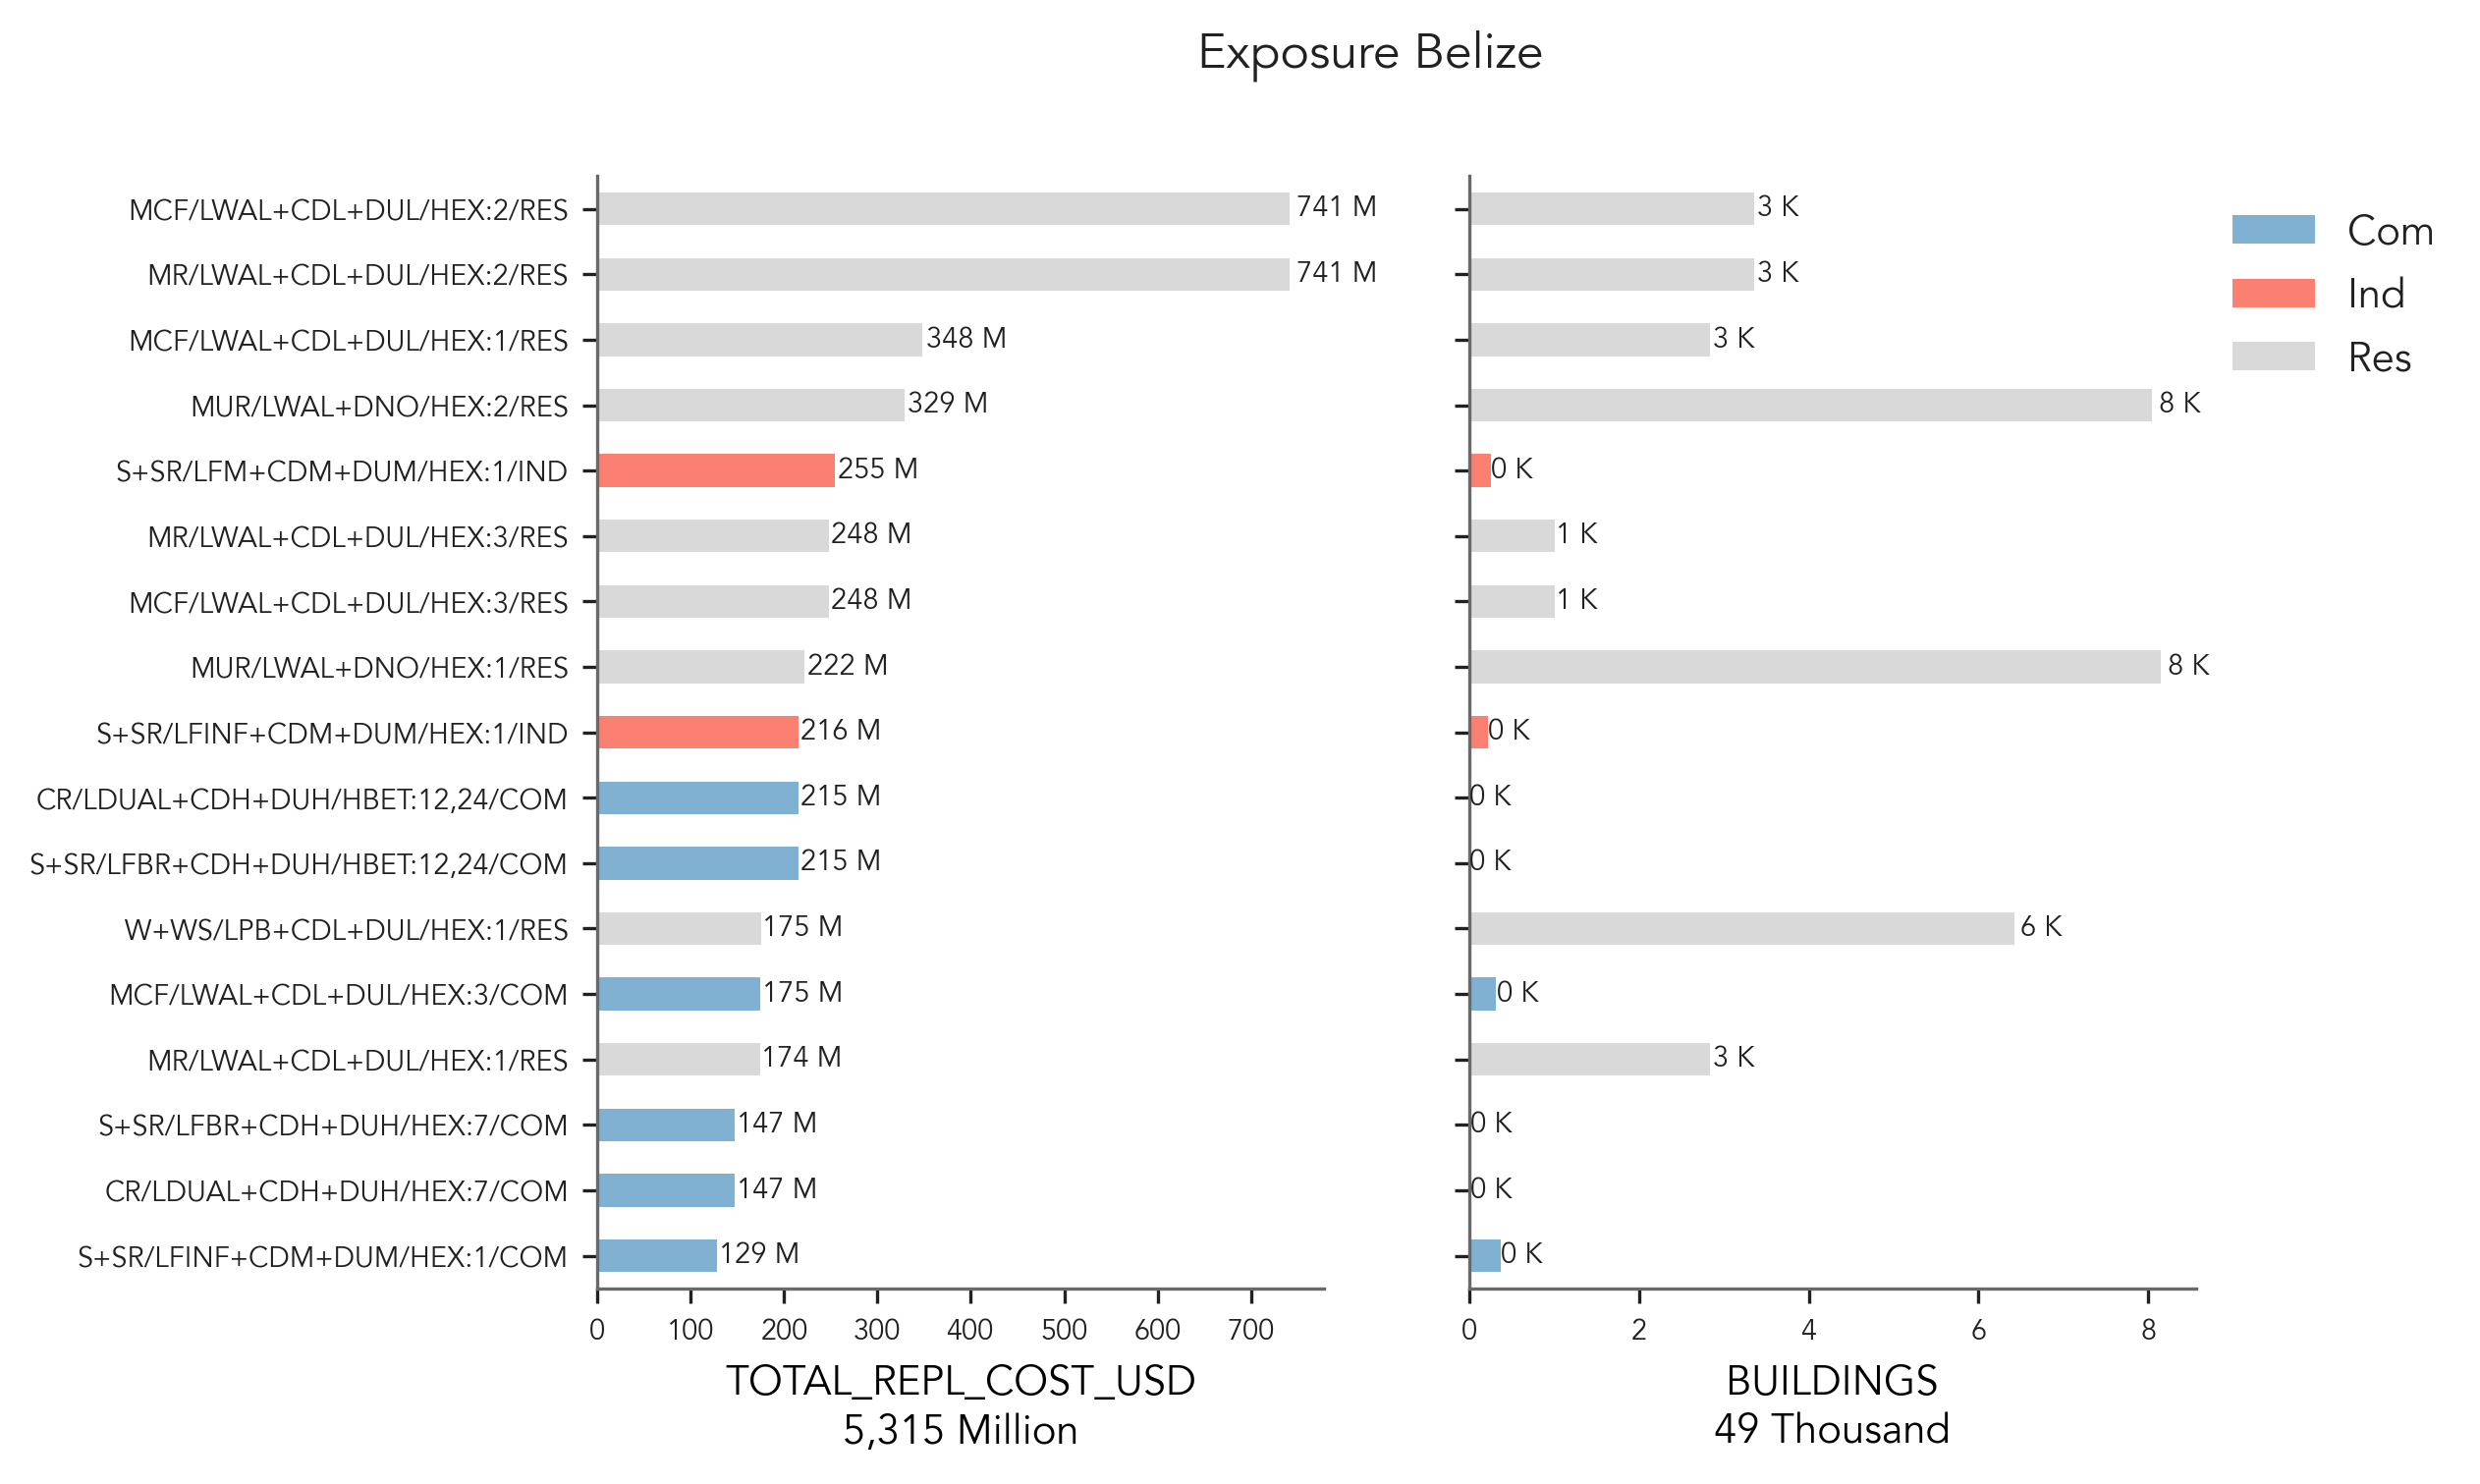 Exposure Belize
MCF/LWAL+CDL+DUL/HEX:2/RES 741 M 3 K
MR/LWAL+CDL+DUL/HEX:2/RES 741 M 3 K
MCF/LWAL+CDL+DUL/HEX:1/RES 348 M 3 K
MUR/LWAL+DNO/HEX:2/RES 329 M 8 K
S+SR/LFM+CDM+DUM/HEX:1/IND 255 M 0 K
MR/LWAL+CDL+DUL/HEX:3/RES 248 M 1 K
MCF/LWAL+CDL+DUL/HEX:3/RES 248 M 1 K
MUR/LWAL+DNO/HEX:1/RES 222 M 8 K
S+SR/LFINF+CDM+DUM/HEX:1/IND 216 M 0 K
CR/LDUAL+CDH+DUH/HBET:12,24/COM 215 M 0 K
S+SR/LFBR+CDH+DUH/HBET:12,24/COM 215 M 0 K
W+WS/LPB+CDL+DUL/HEX:1/RES 175 M 6 K
MCF/LWAL+CDL+DUL/HEX:3/COM 175 M 0 K
MR/LWAL+CDL+DUL/HEX:1/RES 174 M 3 K
S+SR/LFBR+CDH+DUH/HEX:7/COM 147 M 0 K
CR/LDUAL+CDH+DUH/HEX:7/COM 147 M 0 K
S+SR/LFINF+CDM+DUM/HEX:1/COM 129 M 0 K
0 100 200 300 400 500 600 700
TOTAL_REPL_COST_USD
5,315 Million
0 2 4 6 8
BUILDINGS
49 Thousand
Com
Ind
Res